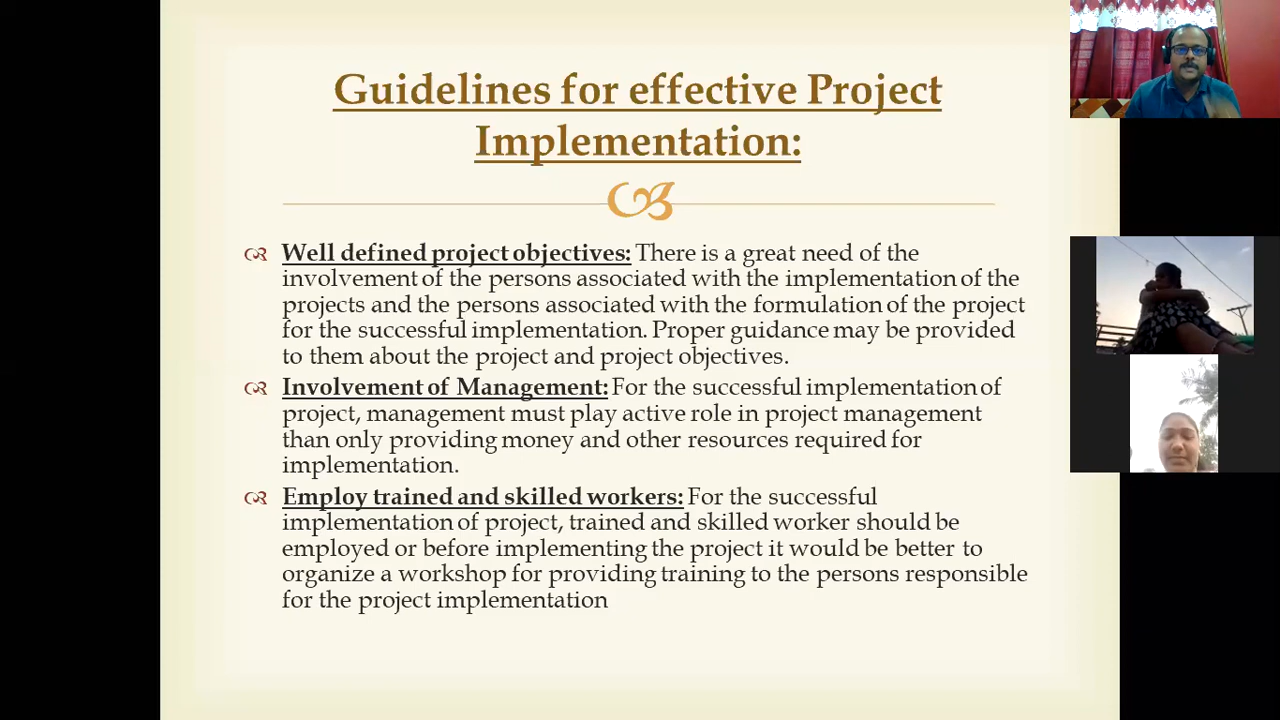 Guidelines for effective Project
Implementation:
Well defined project objectives: There is a great need of the
involvement of the persons associated with the implementation of the
projects and the persons associated with the formulation of the project
for the successful implementation. Proper guidance may be provided
to them about the project and project objectives.
Involvement of Management: For the successful implementation of
project, management must play active role in project management
than only providing money and other resources required for
implementation.
Employ trained and skilled workers: For the successful
implementation of project, trained and skilled worker should be
employed or before implementing the project it would be better to
organize a workshop for providing training to the persons responsible
for the project implementation